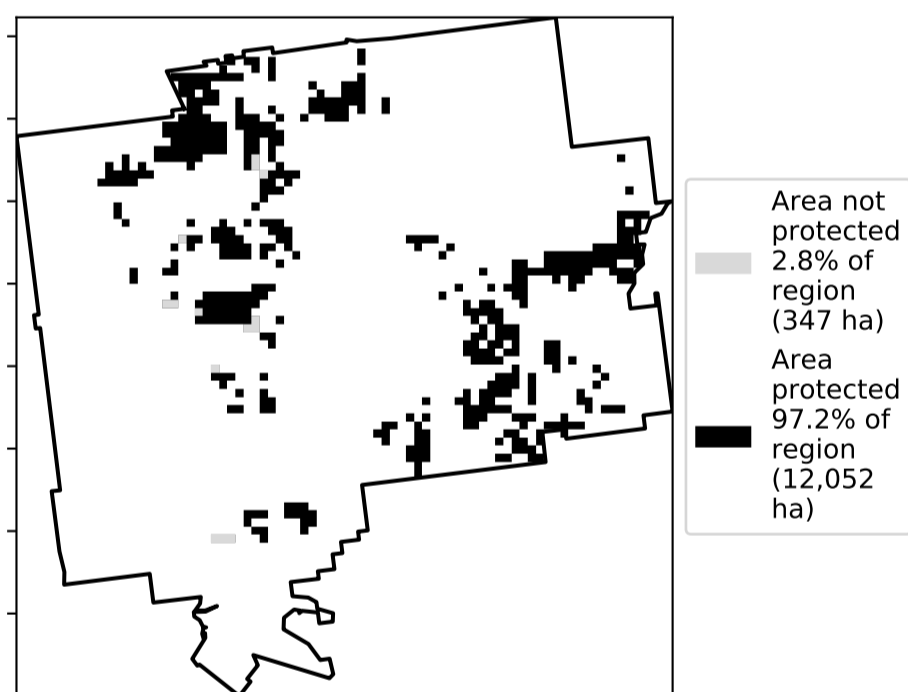 Area not
protected
2.8% of
region
(347 ha)
Area
protected
97.2% of
region
(12,052
ha)